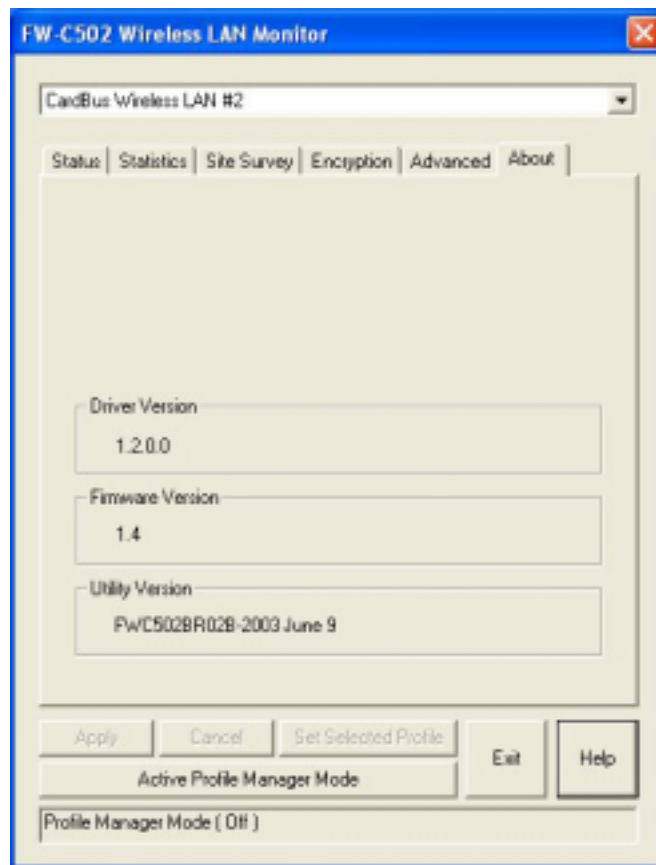 FW-C502 Wireless LAN Monitor
CardBus Wireless LAN #2
Status Statistics Site Survey Encryption Advanced About
Driver Version
1.2.0.0
Firmware Version
1.4
Utility Version
FWC502BR02B-2003 June 9
Apply Cancel Set Selected Profile Exit Help
Active Profile Manager Mode
Profile Manager Mode ( Off )